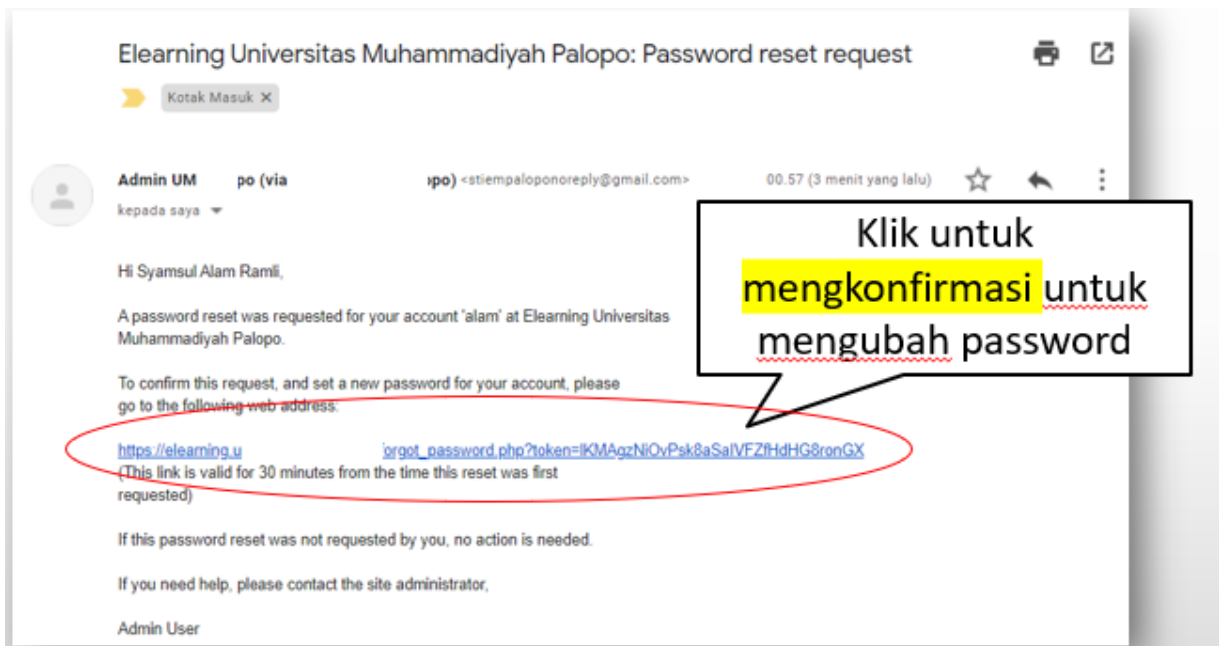 Elearning Universitas Muhammadiyah Palopo: Password reset request
Kotak Masuk X
Admin UM po (via opo) <stiempaloponoreply@gmail.com> 00.57 (3 menit yang lalu)
kepada saya
Klik untuk
mengkonfirmasi untuk
mengubah password
Hi Syamsul Alam Ramli,
A password reset was requested for your account 'alam' at Elearning Universitas
Muhammadiyah Palopo.
To confirm this request, and set a new password for your account, please
go to the following web address:
https://elearning.u forgot_password.php?token=IKMAgzNiOvPsk8aSaIVFZfHdHG8ronGX
(This link is valid for 30 minutes from the time this reset was first
requested)
If this password reset was not requested by you, no action is needed.
If you need help, please contact the site administrator,
Admin User